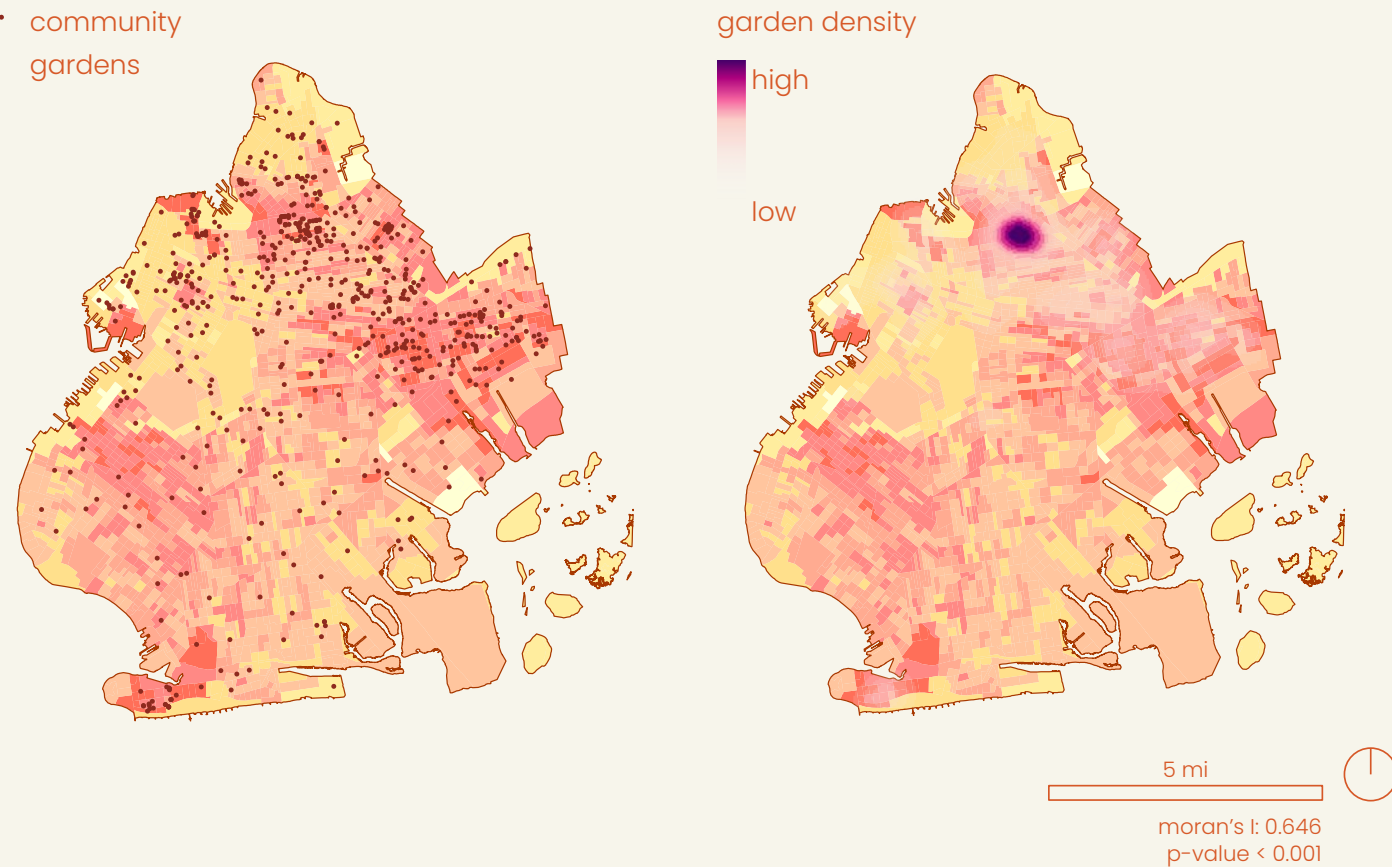 community
gardens
garden density
high
low
5 mi
moran's I: 0.646
p-value < 0.001